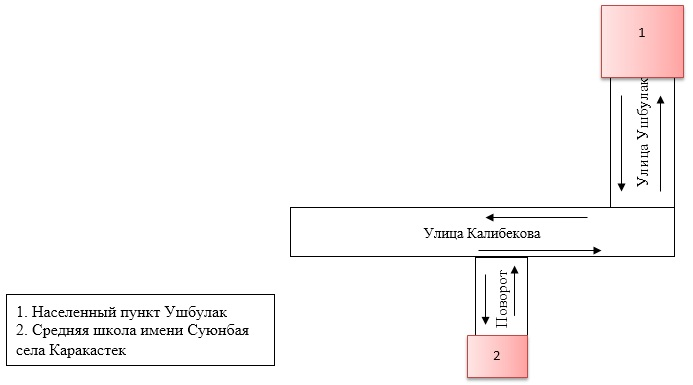 1
Улица Ушбулак
Улица Калибекова
Поворот
1. Населенный пункт Ушбулак
2. Средняя школа имени Суюнбая
села Каракастек
2